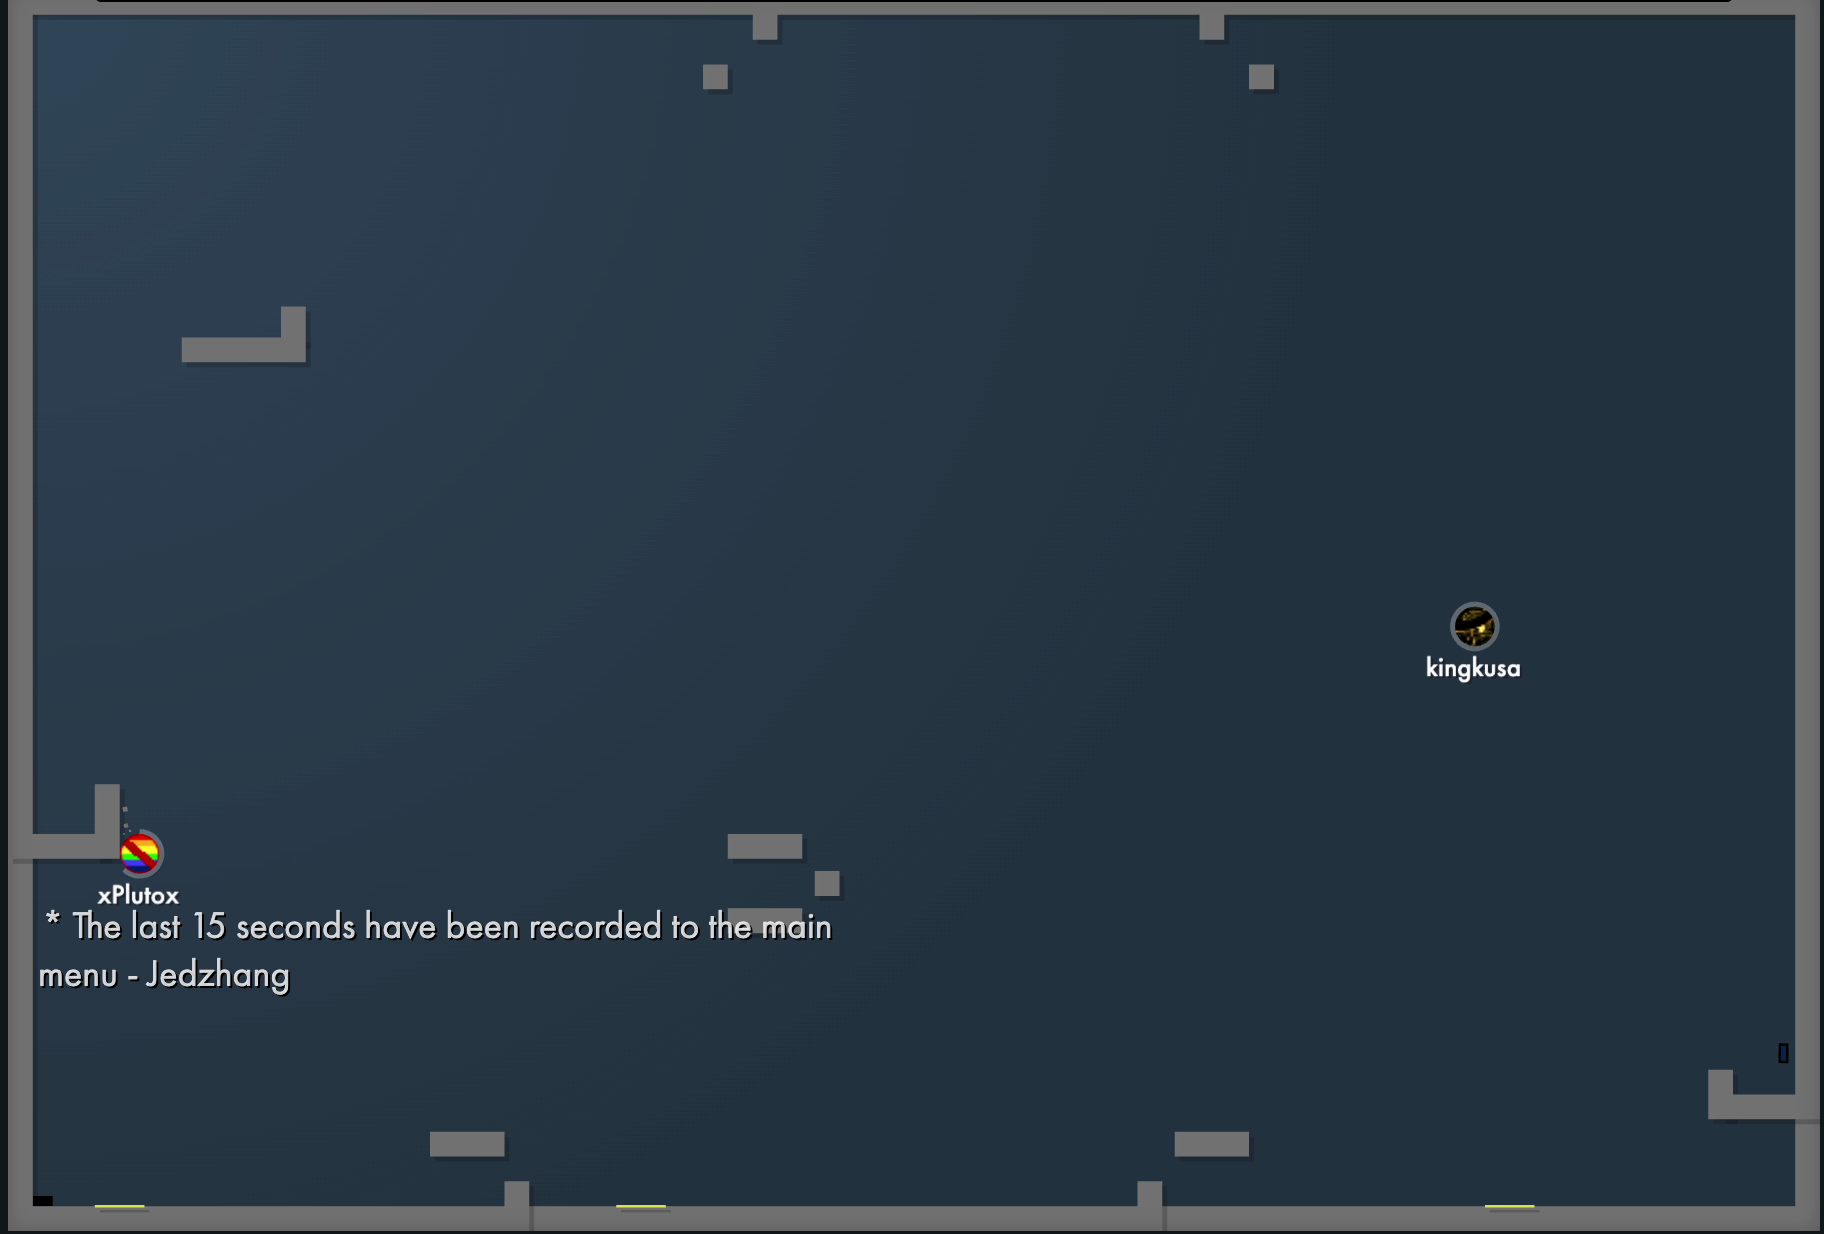 kingkusa
xPlutox
* The last 15 seconds have been recorded to the main
menu - Jedzhang